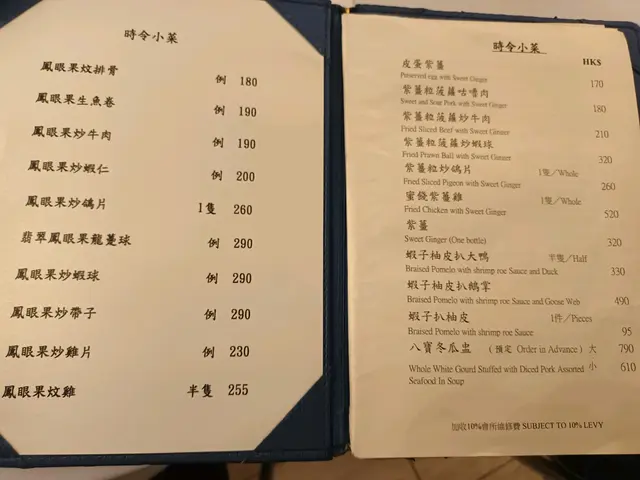 時令小菜
鳳眼果炆排骨 例 180
鳳眼果生魚卷 例 190
鳳眼果炒牛肉 例 190
鳳眼果炒蝦仁 例 200
鳳眼果炒鴿片 1隻 260
翡翠鳳眼果龍躉球 例 290
鳳眼果炒蝦球 例 290
鳳眼果炒帶子 例 290
鳳眼果炒雞片 例 230
鳳眼果炆雞 半隻 255
時令小菜 HK$
皮蛋紫薑
Preserved egg with Sweet Ginger 170
紫薑粒菠蘿咕嚕肉
Sweet and Sour Pork with Sweet Ginger 180
紫薑粒菠蘿炒牛肉
Fried Sliced Beef with Sweet Ginger 210
紫薑粒菠蘿炒蝦球
Fried Prawn Ball with Sweet Ginger 320
紫薑粒炒鴿片 1隻／Whole
Fried Sliced Pigeon with Sweet Ginger 260
蜜餞紫薑雞 1隻／Whole
Fried Chicken with Sweet Ginger 520
紫薑
Sweet Ginger (One bottle) 320
蝦子柚皮扒大鴨 半隻／Half
Braised Pomelo with shrimp roe Sauce and Duck 330
蝦子柚皮扒鵝掌
Braised Pomelo with shrimp roe Sauce and Goose Web 490
蝦子扒柚皮 1件／Pieces
Braised Pomelo with shrimp roe Sauce 95
八寶冬瓜盅 (預定 Order in Advance) 大 790
Whole White Gourd Stuffed with Diced Pork Assorted 小 610
Seafood In Soup
加收10%會所維修費 SUBJECT TO 10% LEVY